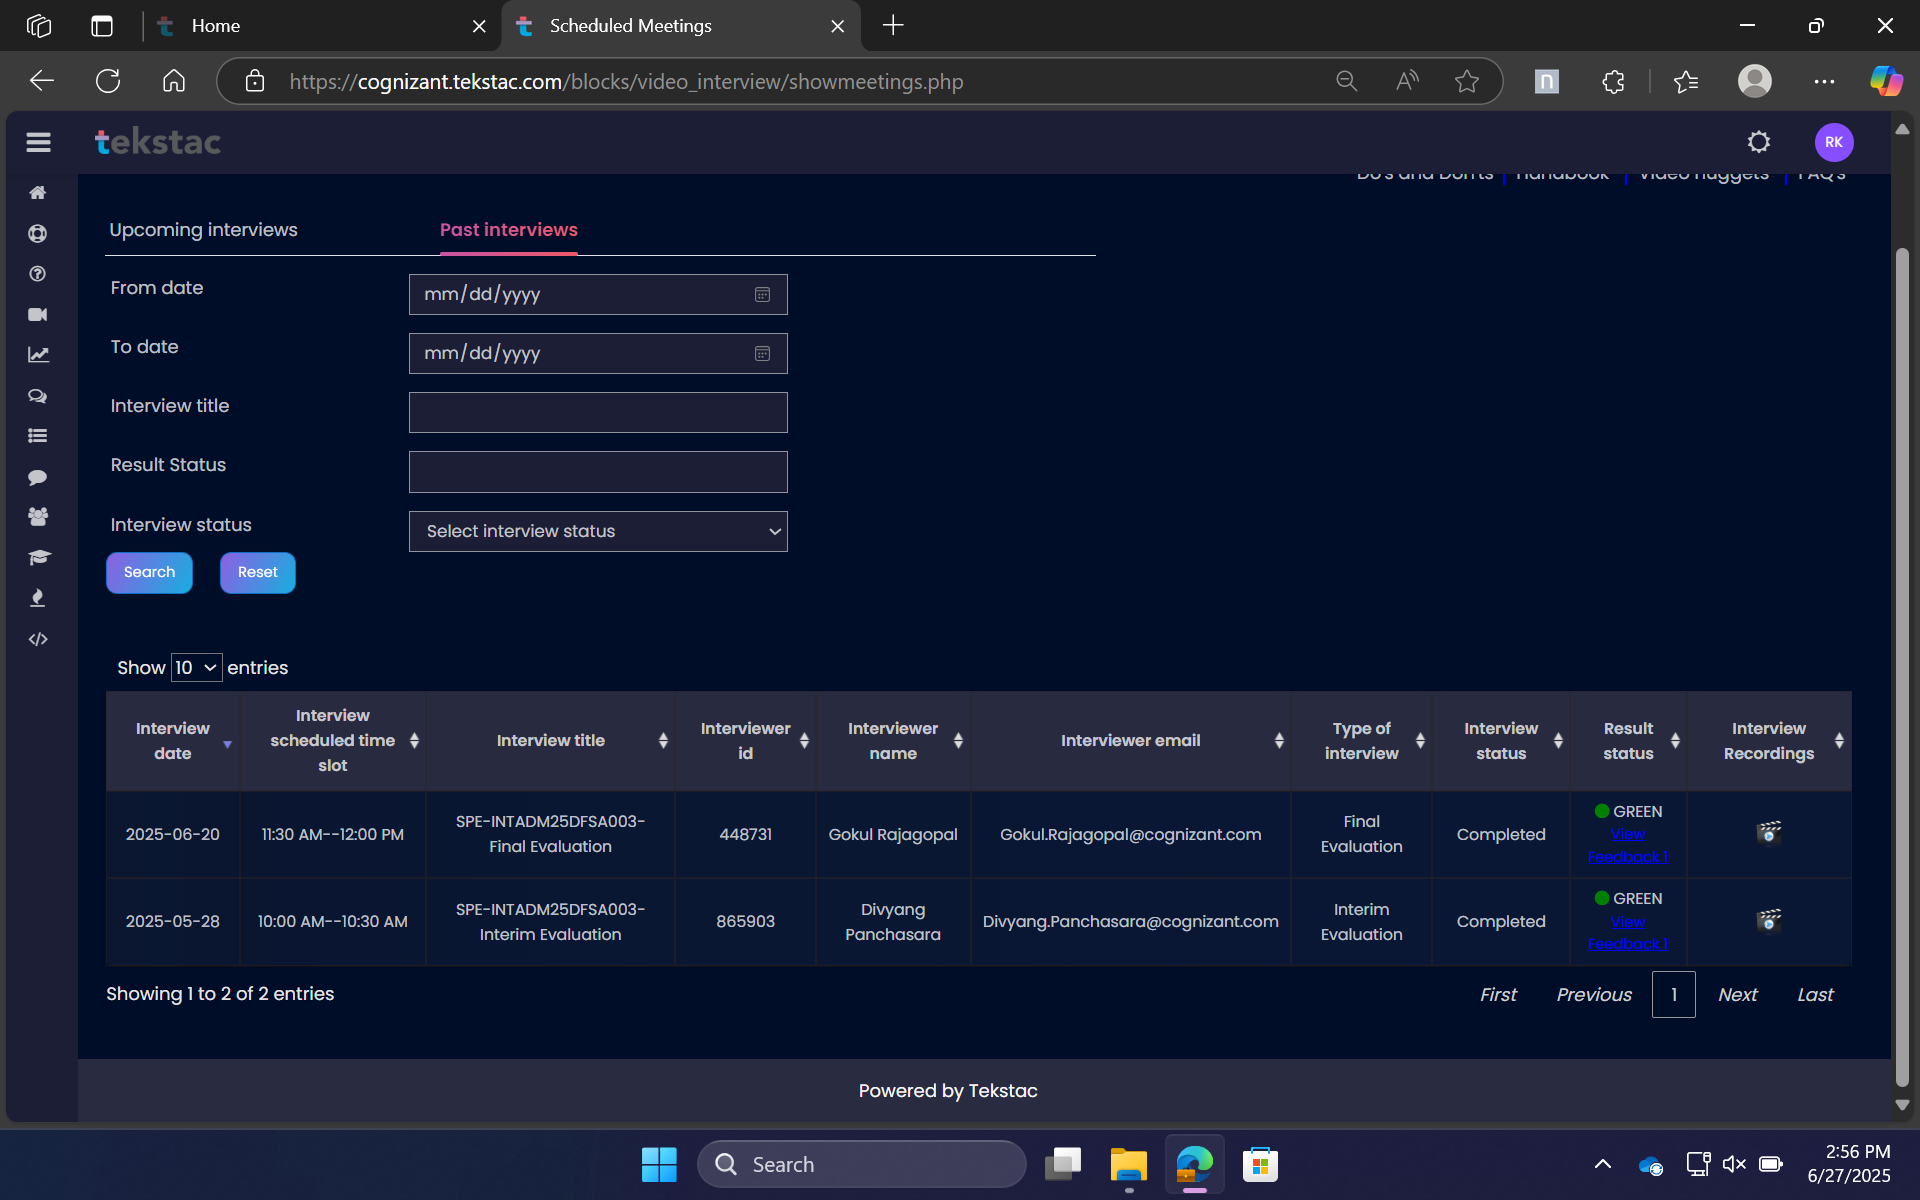 Home
Scheduled Meetings
https://cognizant.tekstac.com/blocks/video_interview/showmeetings.php
tekstac
RK
Do's and Don'ts | Handbook | Video nuggets | FAQ's
Upcoming interviews
Past interviews
From date
mm/dd/yyyy
To date
mm/dd/yyyy
Interview title
Result Status
Interview status
Select interview status
Search
Reset
Show 10 entries
Interview date
Interview scheduled time slot
Interview title
Interviewer id
Interviewer name
Interviewer email
Type of interview
Interview status
Result status
Interview Recordings
2025-06-20
11:30 AM--12:00 PM
SPE-INTADM25DFSA003-
Final Evaluation
448731
Gokul Rajagopal
Gokul.Rajagopal@cognizant.com
Final
Evaluation
Completed
GREEN
View
Feedback 1
2025-05-28
10:00 AM--10:30 AM
SPE-INTADM25DFSA003-
Interim Evaluation
865903
Divyang
Panchasara
Divyang.Panchasara@cognizant.com
Interim
Evaluation
Completed
GREEN
View
Feedback 1
Showing 1 to 2 of 2 entries
First Previous 1 Next Last
Powered by Tekstac
Search
2:56 PM
6/27/2025